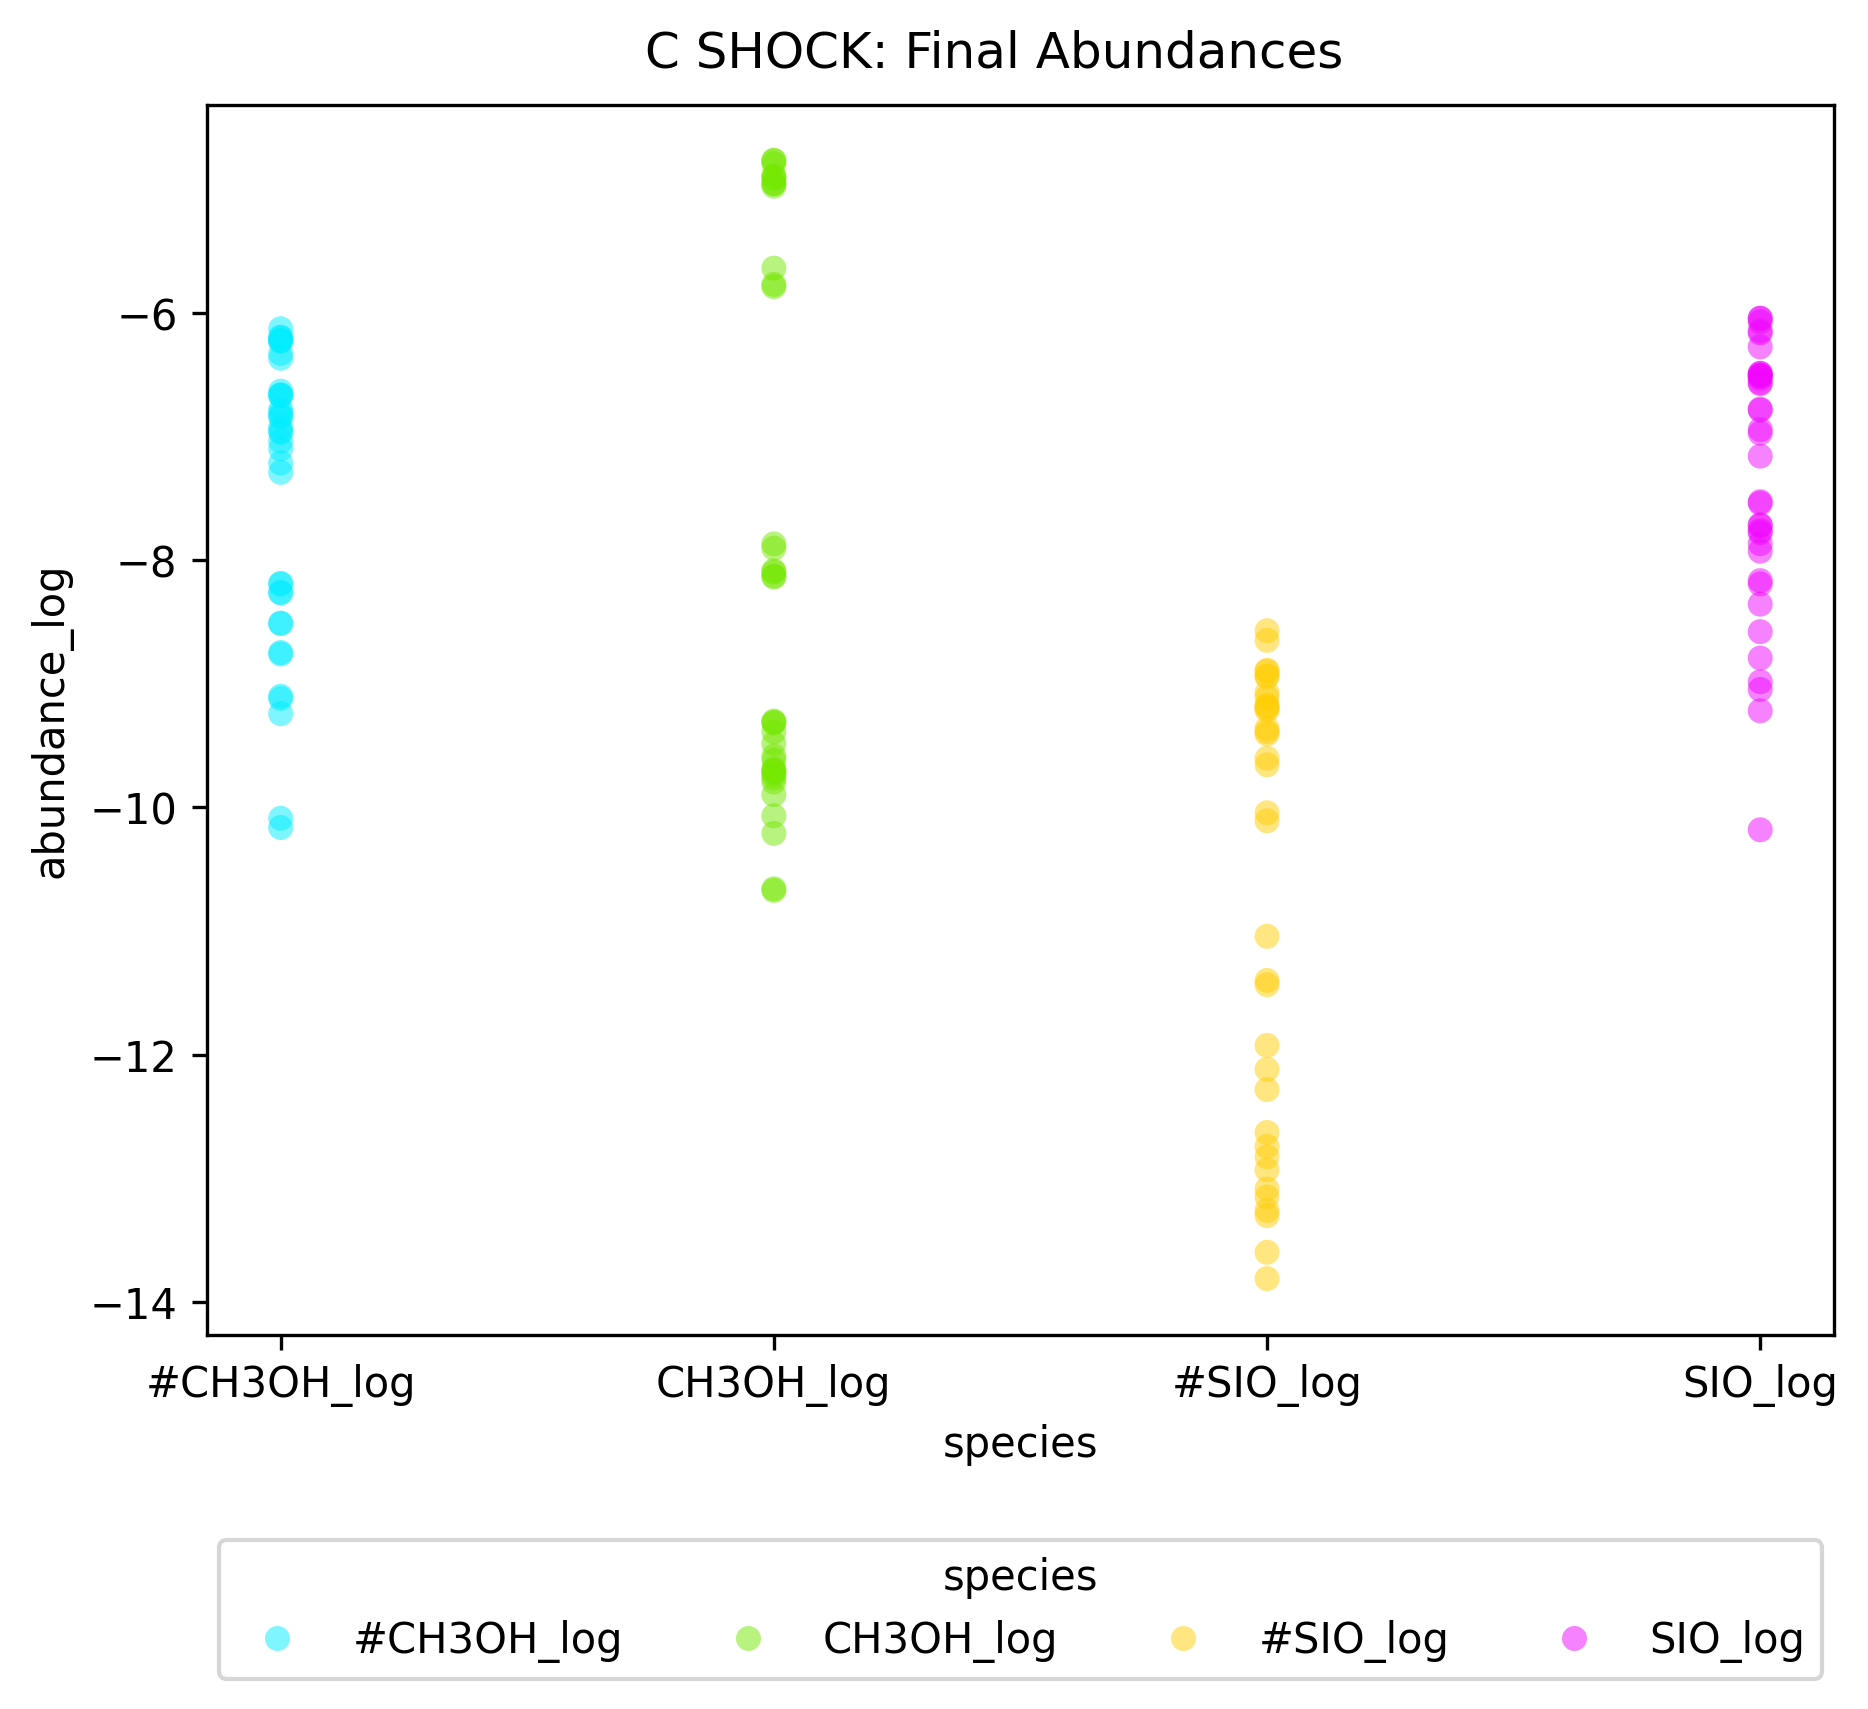 C SHOCK: Final Abundances
abundance_log
−6
−8
−10
−12
−14
#CH3OH_log CH3OH_log #SIO_log SIO_log
species
species
#CH3OH_log CH3OH_log #SIO_log SIO_log